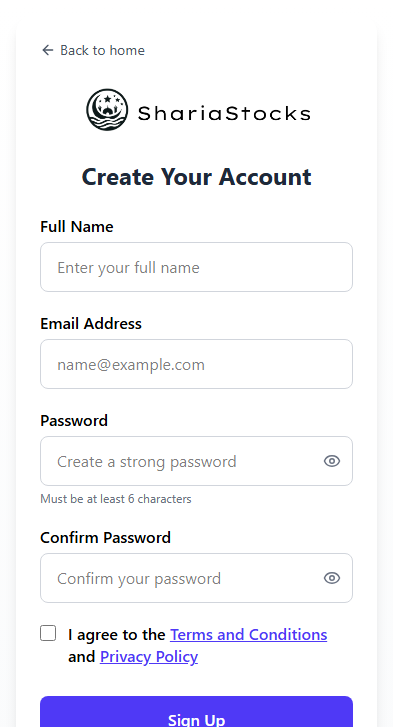 Back to home
ShariaStocks
Create Your Account
Full Name
Enter your full name
Email Address
name@example.com
Password
Create a strong password
Must be at least 6 characters
Confirm Password
Confirm your password
I agree to the Terms and Conditions
and Privacy Policy
Sign Up